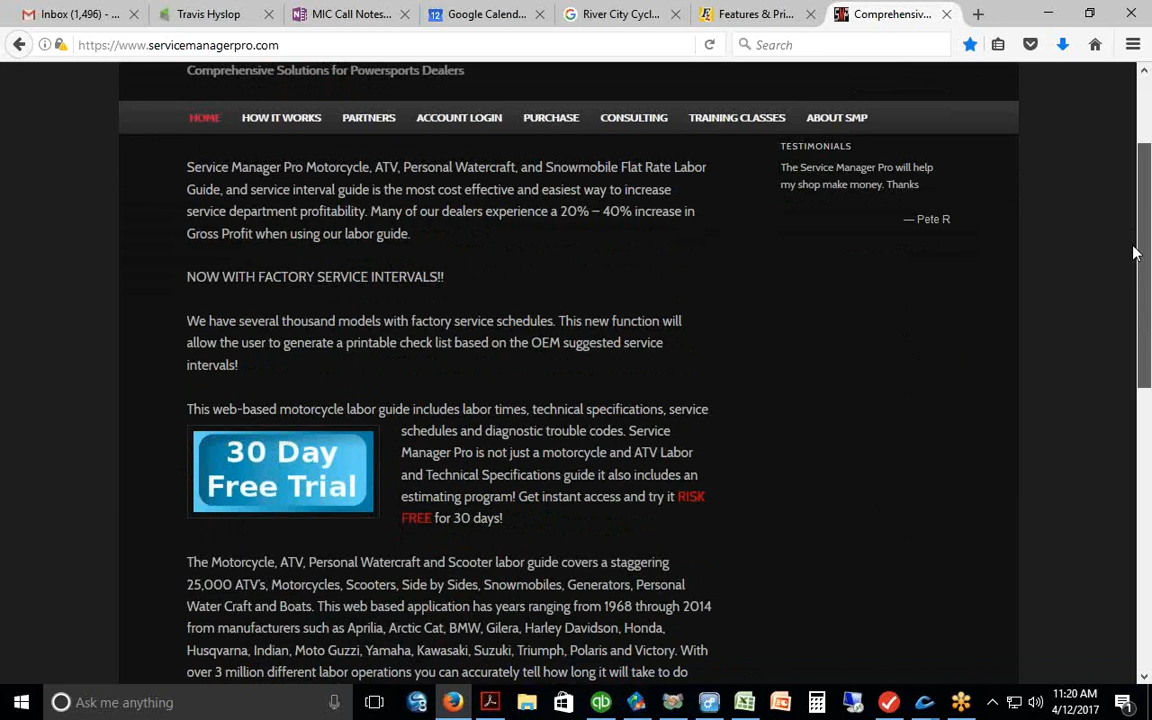 Inbox (1,496) - ...
Travis Hyslop
MIC Call Notes...
Google Calend...
River City Cycl...
Features & Pri...
Comprehensiv...
https://www.servicemanagerpro.com
Search
Comprehensive Solutions for Powersports Dealers
HOME HOW IT WORKS PARTNERS ACCOUNT LOGIN PURCHASE CONSULTING TRAINING CLASSES ABOUT SMP
Service Manager Pro Motorcycle, ATV, Personal Watercraft, and Snowmobile Flat Rate Labor
Guide, and service interval guide is the most cost effective and easiest way to increase
service department profitability. Many of our dealers experience a 20% – 40% increase in
Gross Profit when using our labor guide.
NOW WITH FACTORY SERVICE INTERVALS!!
We have several thousand models with factory service schedules. This new function will
allow the user to generate a printable check list based on the OEM suggested service
intervals!
This web-based motorcycle labor guide includes labor times, technical specifications, service
schedules and diagnostic trouble codes. Service
Manager Pro is not just a motorcycle and ATV Labor
and Technical Specifications guide it also includes an
estimating program! Get instant access and try it RISK
FREE for 30 days!
30 Day
Free Trial
The Motorcycle, ATV, Personal Watercraft and Scooter labor guide covers a staggering
25,000 ATV's, Motorcycles, Scooters, Side by Sides, Snowmobiles, Generators, Personal
Water Craft and Boats. This web based application has years ranging from 1968 through 2014
from manufacturers such as Aprilia, Arctic Cat, BMW, Gilera, Harley Davidson, Honda,
Husqvarna, Indian, Moto Guzzi, Yamaha, Kawasaki, Suzuki, Triumph, Polaris and Victory. With
over 3 million different labor operations you can accurately tell how long it will take to do
TESTIMONIALS
The Service Manager Pro will help
my shop make money. Thanks
— Pete R
Ask me anything
11:20 AM
4/12/2017